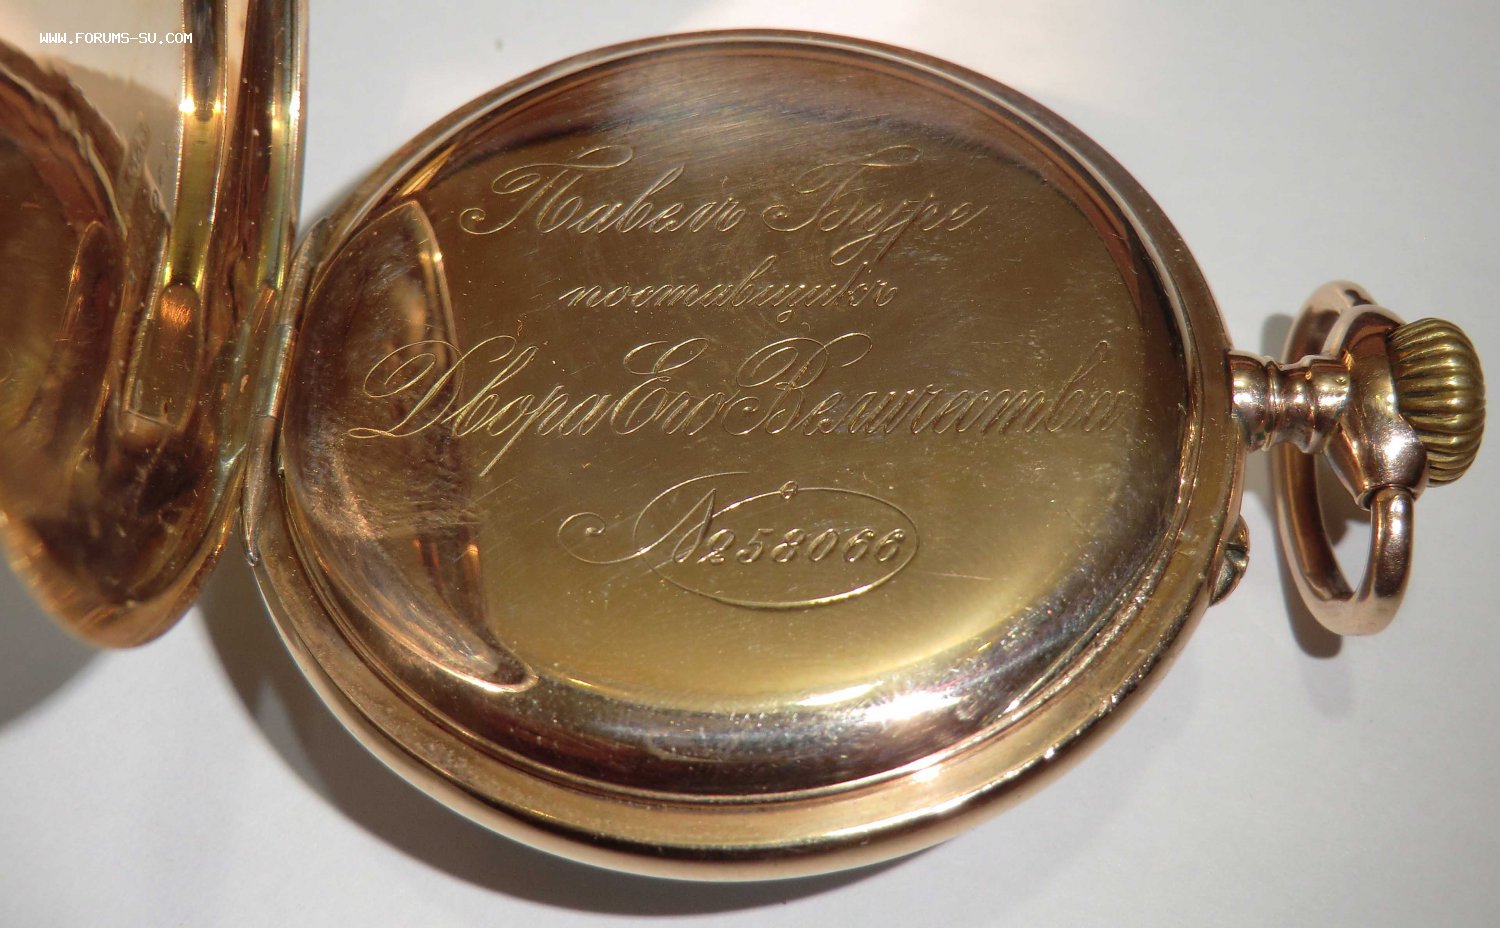 WWW.FORUMS-SU.COM
Павелъ Буре
поставщикъ
Двора Его Величества
№258066